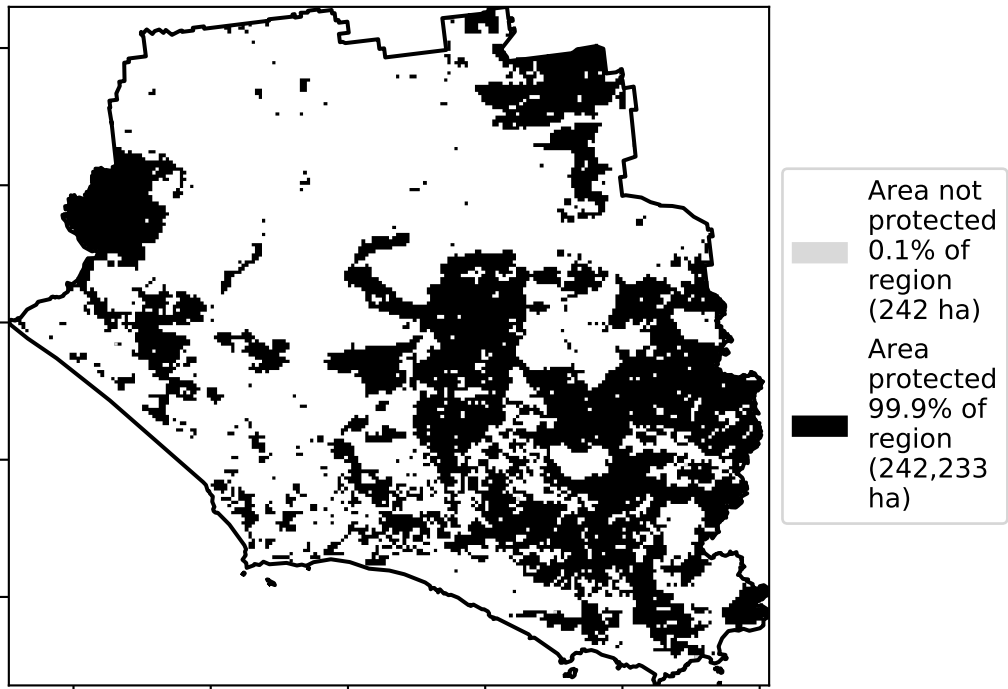 Area not
protected
0.1% of
region
(242 ha)
Area
protected
99.9% of
region
(242,233
ha)